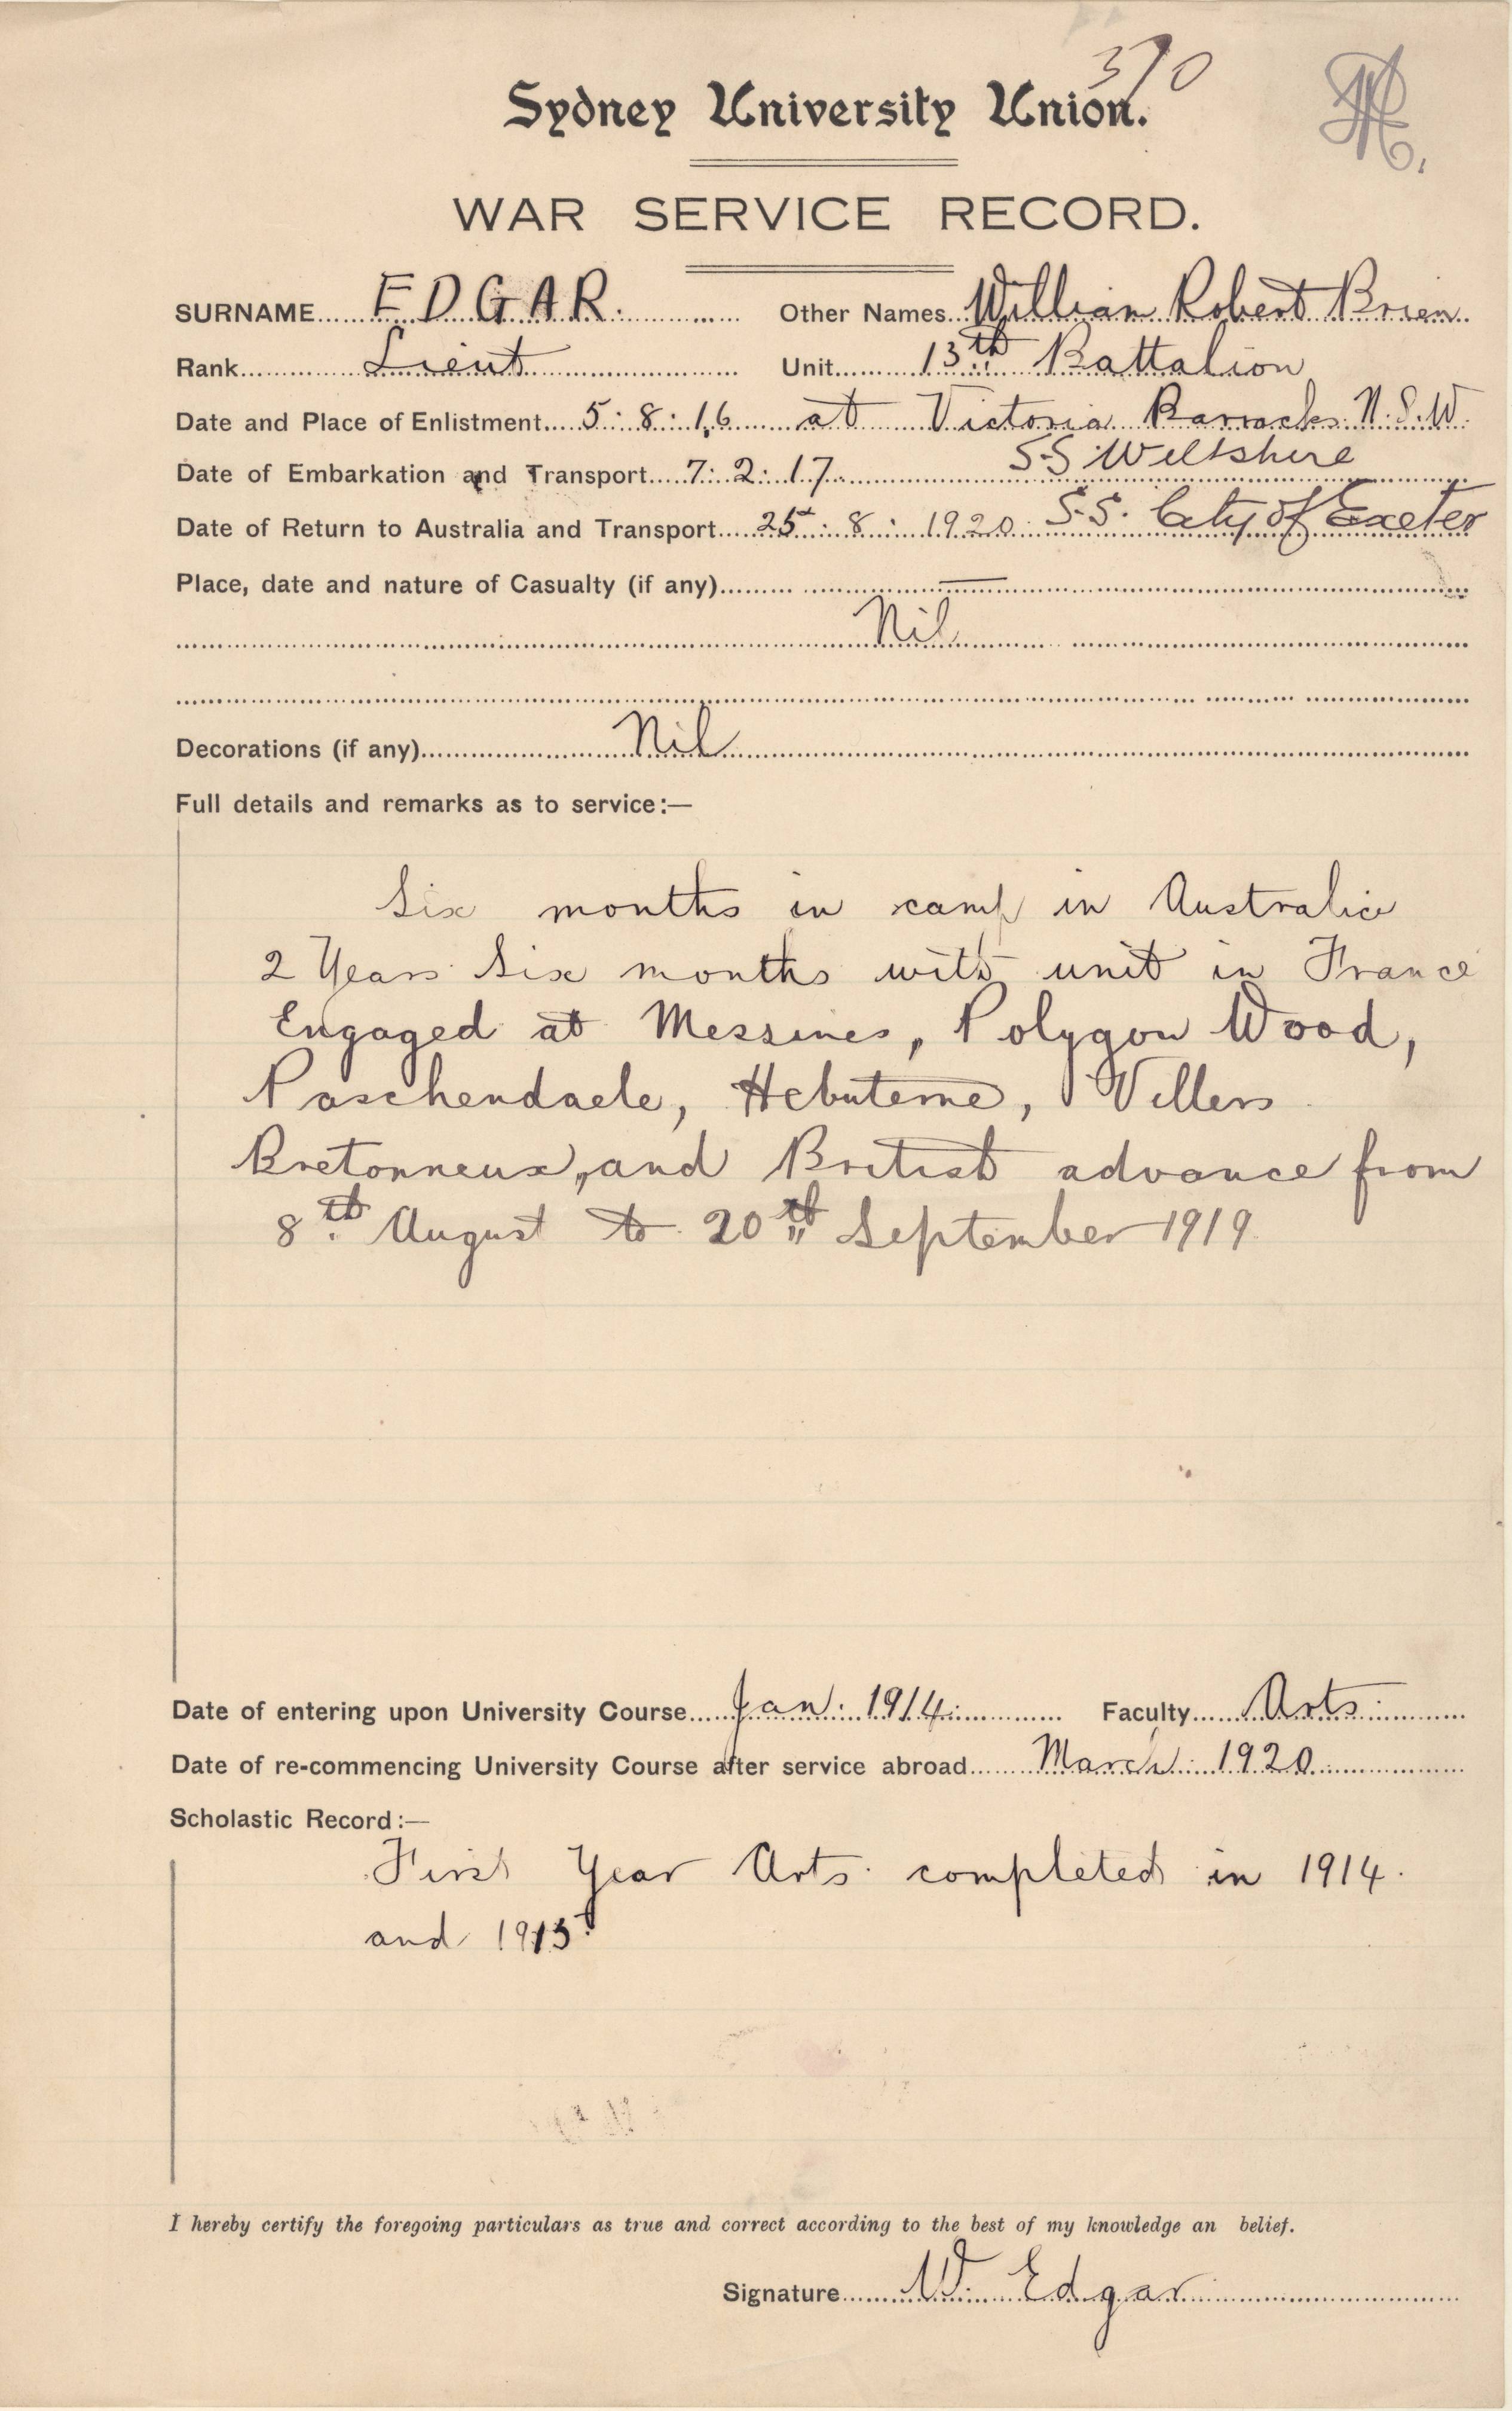 370
Sydney University Union.
WAR SERVICE RECORD.
SURNAME EDGAR. Other Names William Robert Brien
Rank Lieut Unit 13th Battalion
Date and Place of Enlistment 5: 8: 16 at Victoria Barracks N.S.W.
Date of Embarkation and Transport 7: 2: 17 S.S Wiltshire
Date of Return to Australia and Transport 25: 8: 1920 S.S. City of Exeter
Place, date and nature of Casualty (if any) —
Nil
Decorations (if any) Nil
Full details and remarks as to service:—
Six months in camp in Australia
2 Years Six months with unit in France
Engaged at Messines, Polygon Wood,
Paschendaele, Hebuterne, Villers
Bretonneux, and British advance from
8th August to 20th September 1919
Date of entering upon University Course Jan: 1914: Faculty Arts
Date of re-commencing University Course after service abroad March: 1920
Scholastic Record:—
First Year Arts completed in 1914.
and 1915
I hereby certify the foregoing particulars as true and correct according to the best of my knowledge an belief.
Signature W. Edgar